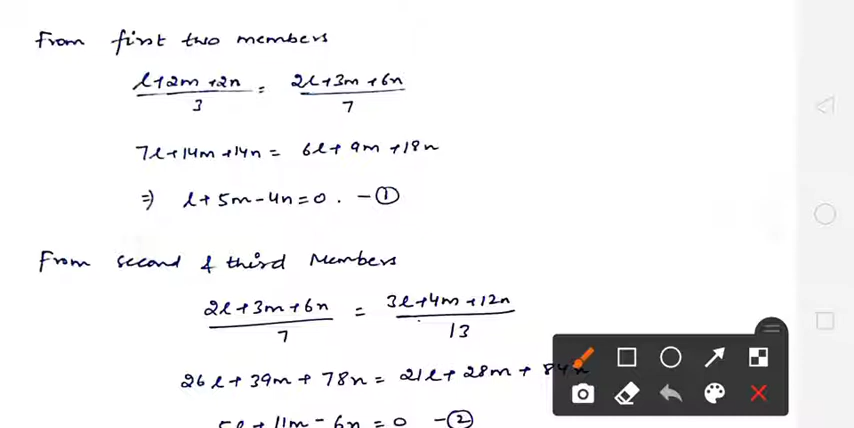 From first two members
l+2m+2n/3 = 2l+3m+6n/7
7l+14m+14n = 6l+9m+18n
⇒ l+5m-4n=0. -①
From second & third Members
2l+3m+6n/7 = 3l+4m+12n/13
26l+39m+78n = 21l+28m+84n
5l+11m-6n=0 -②